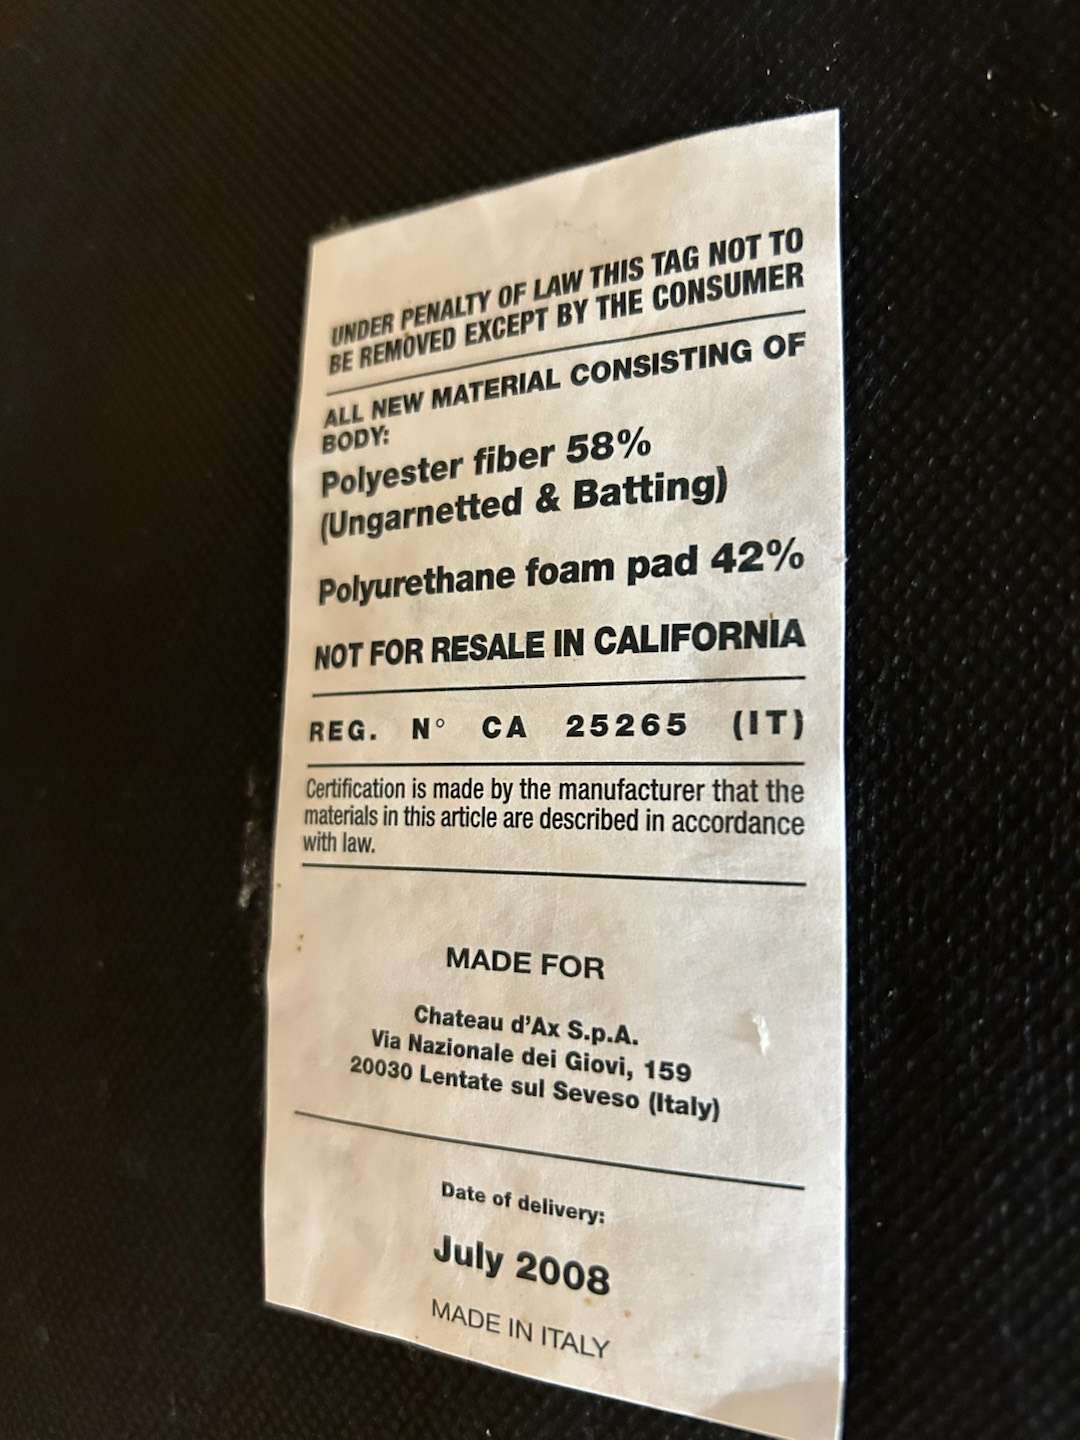 UNDER PENALTY OF LAW THIS TAG NOT TO
BE REMOVED EXCEPT BY THE CONSUMER
ALL NEW MATERIAL CONSISTING OF
BODY:
Polyester fiber 58%
(Ungarnetted & Batting)
Polyurethane foam pad 42%
NOT FOR RESALE IN CALIFORNIA
REG. N° CA 25265 (IT)
Certification is made by the manufacturer that the
materials in this article are described in accordance
with law.
MADE FOR
Chateau d'Ax S.p.A.
Via Nazionale dei Giovi, 159
20030 Lentate sul Seveso (Italy)
Date of delivery:
July 2008
MADE IN ITALY